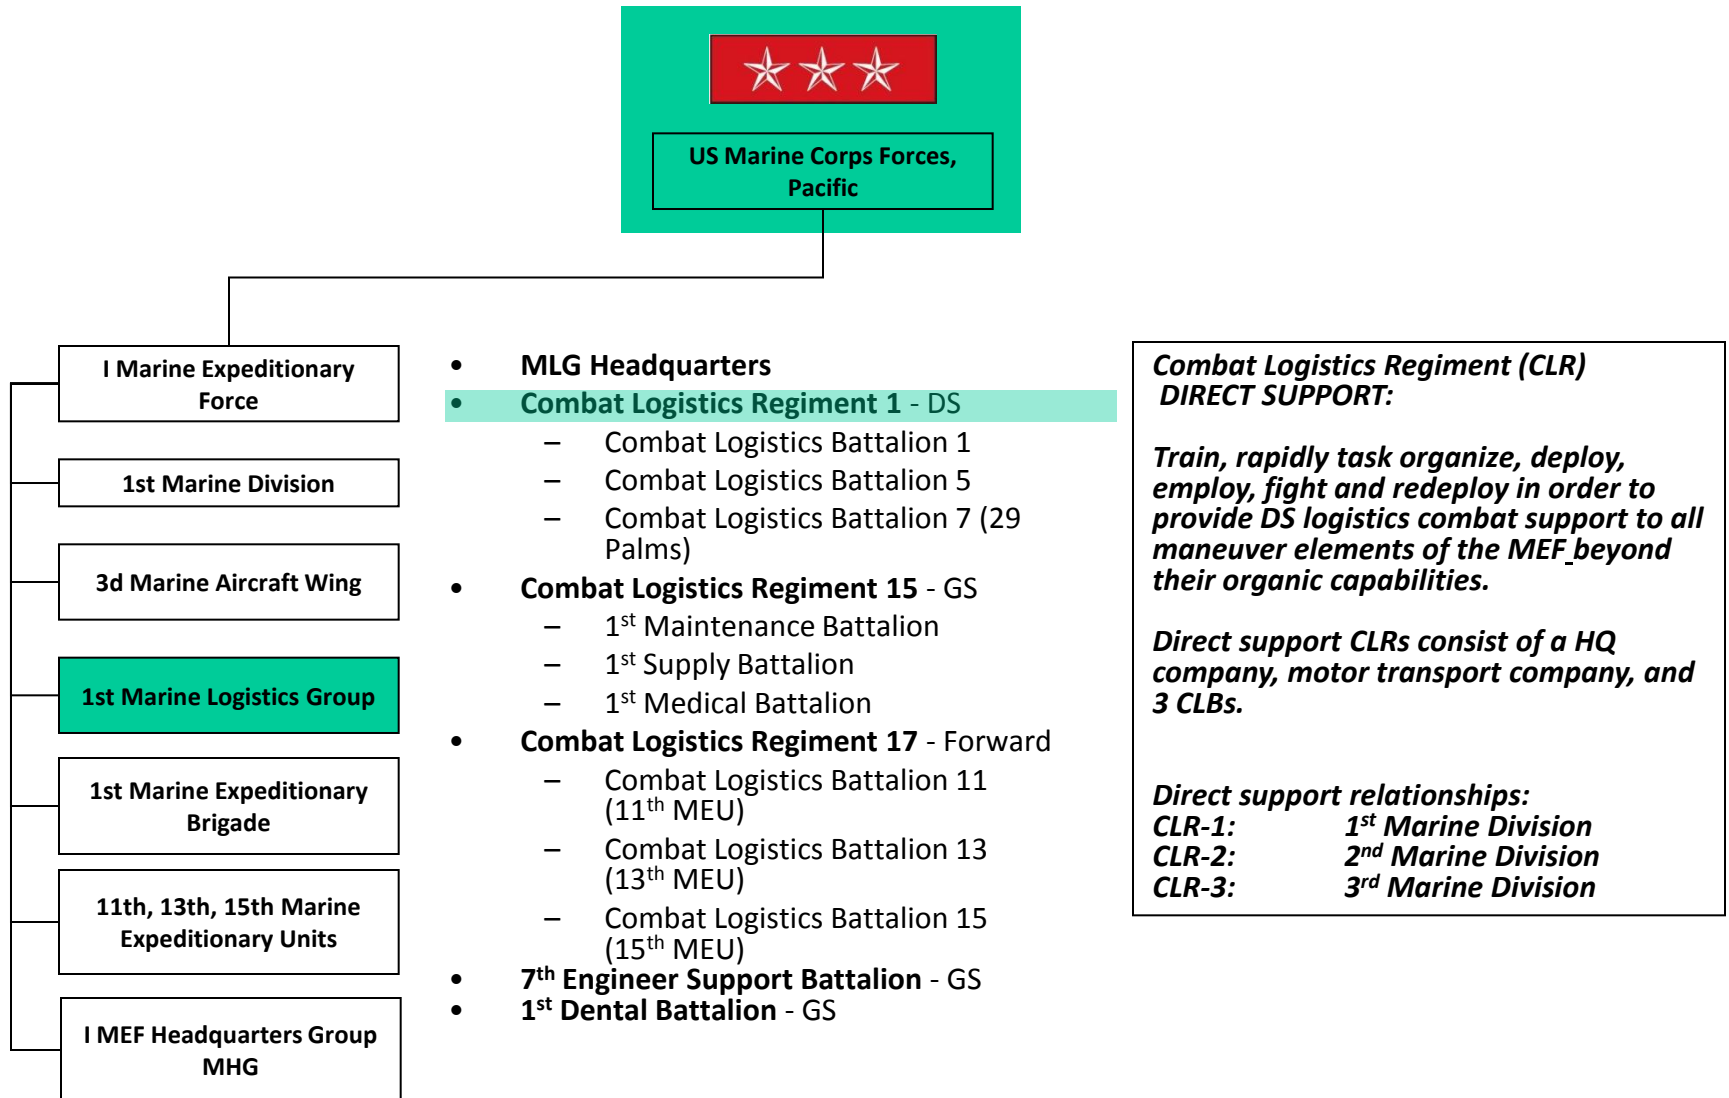 US Marine Corps Forces,
Pacific
I Marine Expeditionary
Force
1st Marine Division
3d Marine Aircraft Wing
1st Marine Logistics Group
1st Marine Expeditionary
Brigade
11th, 13th, 15th Marine
Expeditionary Units
I MEF Headquarters Group
MHG
• MLG Headquarters
• Combat Logistics Regiment 1 - DS
– Combat Logistics Battalion 1
– Combat Logistics Battalion 5
– Combat Logistics Battalion 7 (29
Palms)
• Combat Logistics Regiment 15 - GS
– 1st Maintenance Battalion
– 1st Supply Battalion
– 1st Medical Battalion
• Combat Logistics Regiment 17 - Forward
– Combat Logistics Battalion 11
(11th MEU)
– Combat Logistics Battalion 13
(13th MEU)
– Combat Logistics Battalion 15
(15th MEU)
• 7th Engineer Support Battalion - GS
• 1st Dental Battalion - GS
Combat Logistics Regiment (CLR)
DIRECT SUPPORT:
Train, rapidly task organize, deploy,
employ, fight and redeploy in order to
provide DS logistics combat support to all
maneuver elements of the MEF beyond
their organic capabilities.
Direct support CLRs consist of a HQ
company, motor transport company, and
3 CLBs.
Direct support relationships:
CLR-1: 1st Marine Division
CLR-2: 2nd Marine Division
CLR-3: 3rd Marine Division